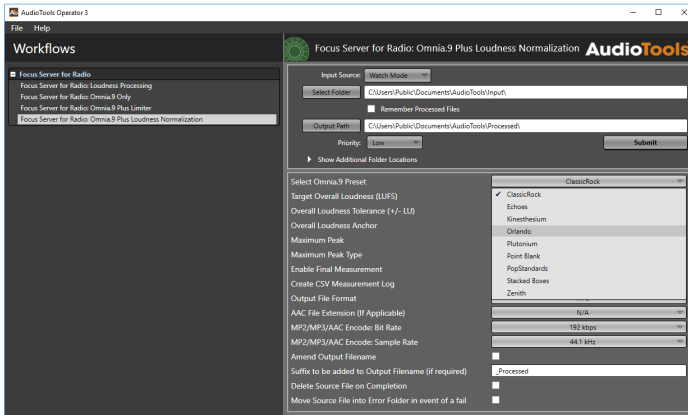 AudioTools Operator 3
File Help
Workflows
Focus Server for Radio: Omnia.9 Plus Loudness Normalization AudioTools
Focus Server for Radio
Focus Server for Radio: Loudness Processing
Focus Server for Radio: Omnia.9 Only
Focus Server for Radio: Omnia.9 Plus Limiter
Focus Server for Radio: Omnia.9 Plus Loudness Normalization
Input Source: Watch Mode
Select Folder C:\Users\Public\Documents\AudioTools\Input\
Remember Processed Files
Output Path C:\Users\Public\Documents\AudioTools\Processed\
Priority: Low Submit
Show Additional Folder Locations
Select Omnia.9 Preset ClassicRock
Target Overall Loudness (LUFS)
Overall Loudness Tolerance (+/- LU)
Overall Loudness Anchor
Maximum Peak
Maximum Peak Type
Enable Final Measurement
Create CSV Measurement Log
Output File Format
ClassicRock
Echoes
Kinesthesium
Orlando
Plutonium
Point Blank
PopStandards
Stacked Boxes
Zenith
AAC File Extension (If Applicable) N/A
MP2/MP3/AAC Encode: Bit Rate 192 kbps
MP2/MP3/AAC Encode: Sample Rate 44.1 kHz
Amend Output Filename
Suffix to be added to Output Filename (if required) _Processed
Delete Source File on Completion
Move Source File into Error Folder in event of a fail